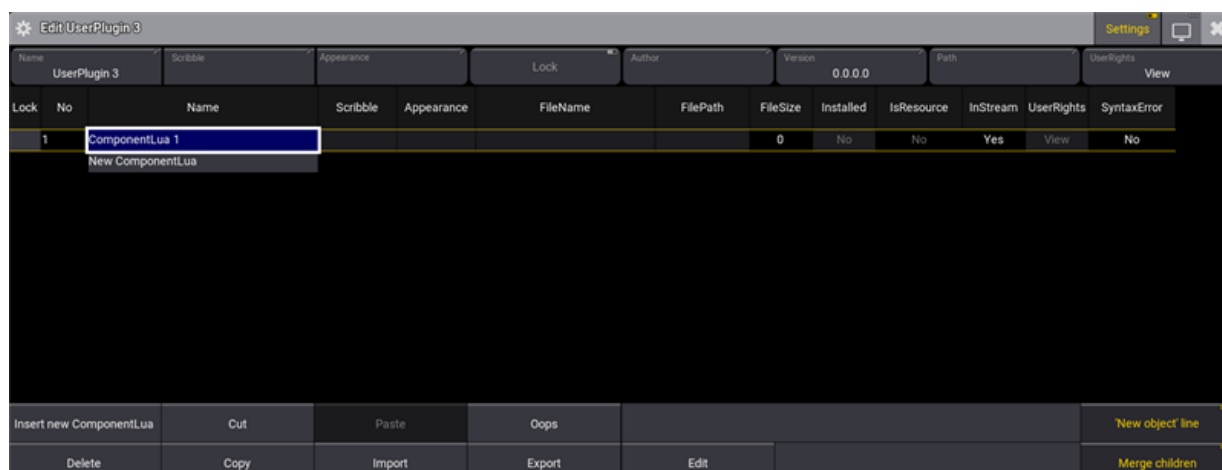 Edit UserPlugin 3 Settings
Name Scribble Appearance Lock Author Version Path UserRights
UserPlugin 3 0.0.0.0 View
Lock No Name Scribble Appearance FileName FilePath FileSize Installed IsResource InStream UserRights SyntaxError
1 ComponentLua 1 0 No No Yes View No
New ComponentLua
Insert new ComponentLua Cut Paste Oops 'New object' line
Delete Copy Import Export Edit Merge children